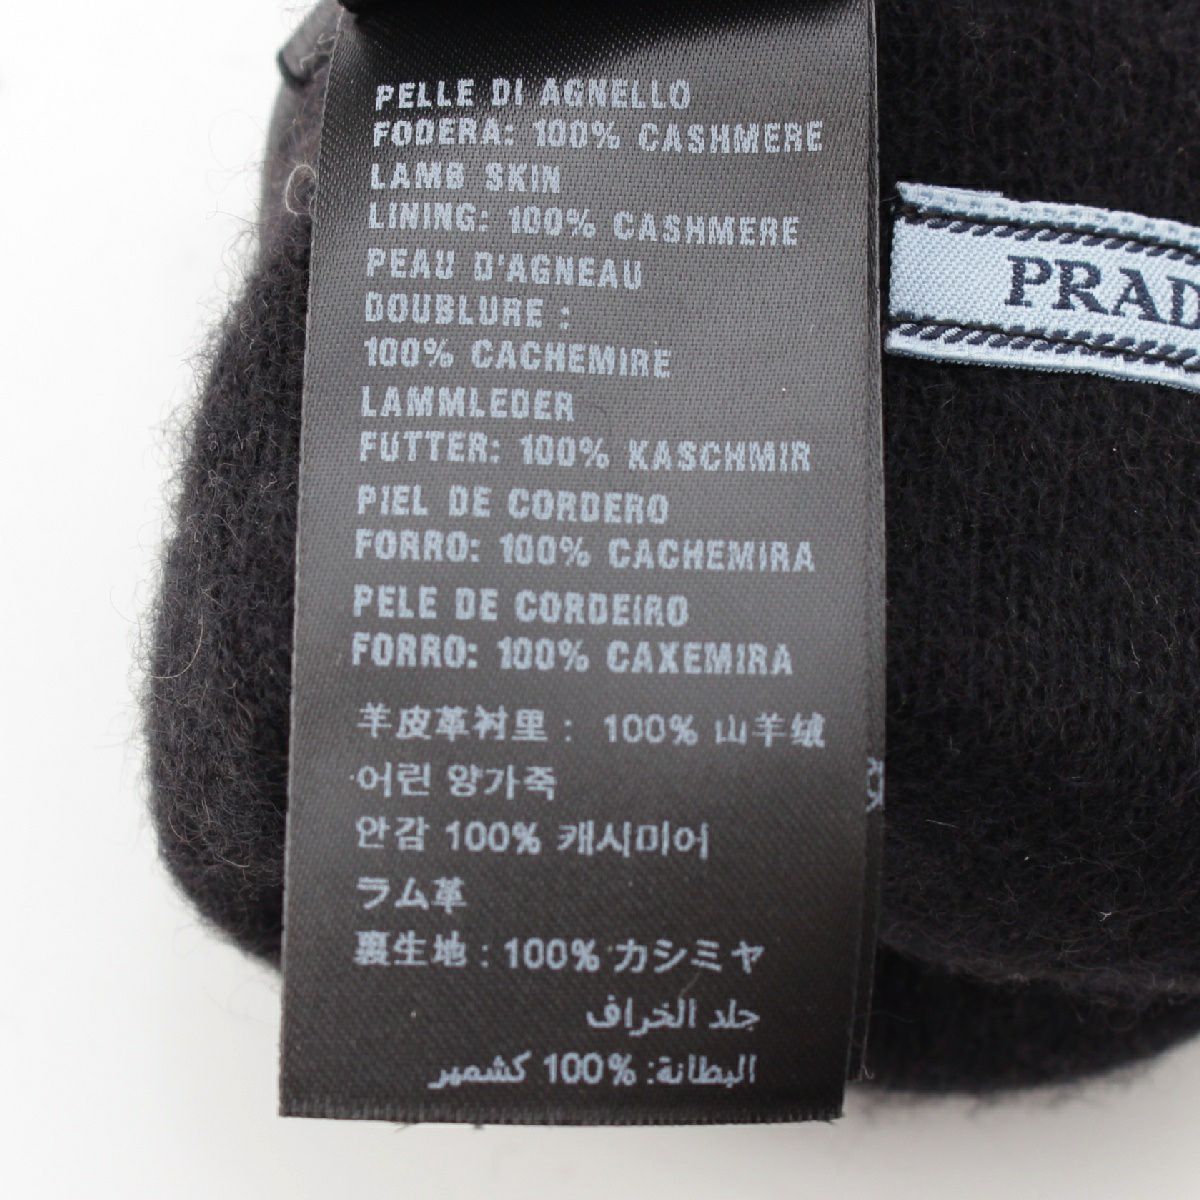 PELLE DI AGNELLO
FODERA: 100% CASHMERE
LAMB SKIN
LINING: 100% CASHMERE
PEAU D'AGNEAU
DOUBLURE :
100% CACHEMIRE
LAMMLEDER
FUTTER: 100% KASCHMIR
PIEL DE CORDERO
FORRO: 100% CACHEMIRA
PELE DE CORDEIRO
FORRO: 100% CAXEMIRA
羊皮革衬里： 100% 山羊绒
어린 양가죽
안감 100% 캐시미어
ラム革
裏生地 : 100% カシミヤ
جلد الخراف
البطانة: 100% كشمير
PRAD